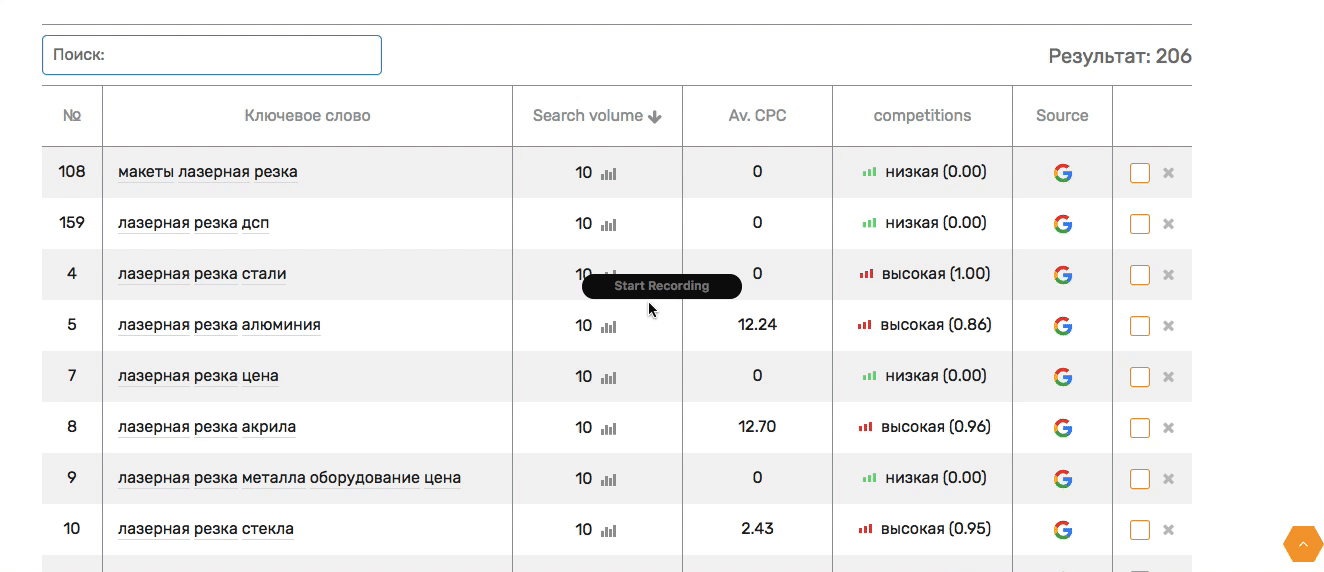 Поиск:
Результат: 206
№ Ключевое слово Search volume Av. CPC competitions Source
108 макеты лазерная резка 10 0 низкая (0.00)
159 лазерная резка дсп 10 0 низкая (0.00)
4 лазерная резка стали 10 0 высокая (1.00)
Start Recording
5 лазерная резка алюминия 10 12.24 высокая (0.86)
7 лазерная резка цена 10 0 низкая (0.00)
8 лазерная резка акрила 10 12.70 высокая (0.96)
9 лазерная резка металла оборудование цена 10 0 низкая (0.00)
10 лазерная резка стекла 10 2.43 высокая (0.95)